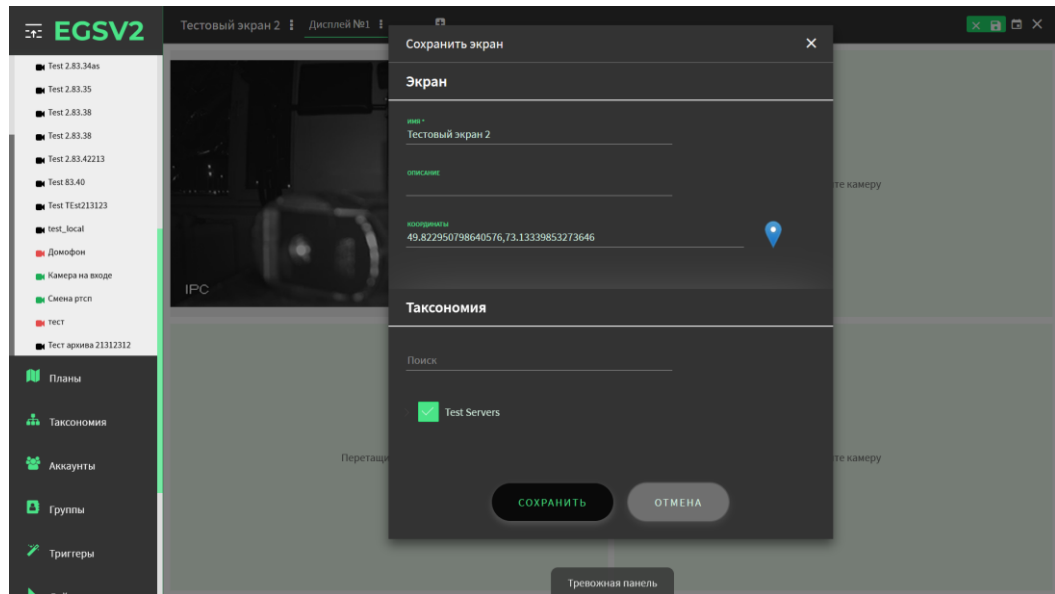 EGSV2
Тестовый экран 2
Дисплей №1
Test 2.83.34as
Test 2.83.35
Test 2.83.38
Test 2.83.38
Test 2.83.42213
Test 83.40
Test TEst213123
test_local
Домофон
Камера на входе
Смена ртсп
тест
Тест архива 21312312
Планы
Таксономия
Аккаунты
Группы
Триггеры
IPC
Сохранить экран
Экран
ИМЯ *
Тестовый экран 2
ОПИСАНИЕ
КООРДИНАТЫ
49.822950798640576,73.13339853273646
Таксономия
Поиск
Test Servers
СОХРАНИТЬ
ОТМЕНА
те камеру
Перетащи
те камеру
Тревожная панель